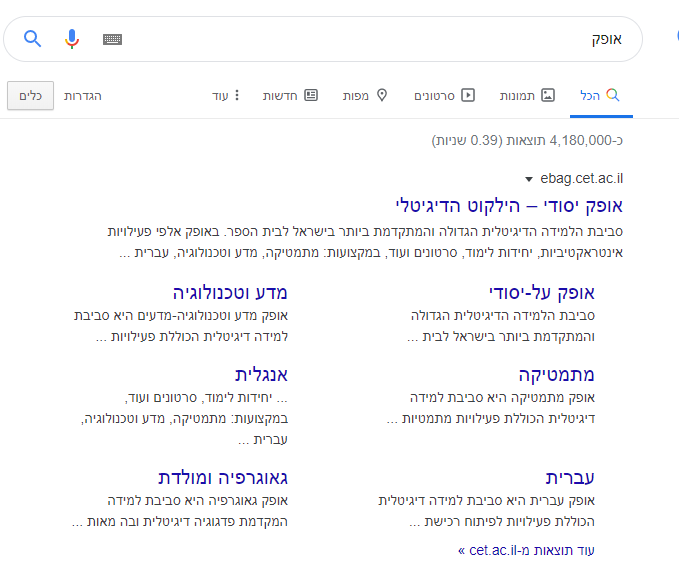 אופק
הכל תמונות סרטונים מפות חדשות עוד הגדרות כלים
כ-4,180,000 תוצאות (0.39 שניות)
ebag.cet.ac.il
אופק יסודי – הילקוט הדיגיטלי
סביבת הלמידה הדיגיטלית הגדולה והמתקדמת ביותר בישראל לבית הספר. באופק אלפי פעילויות
אינטראקטיביות, יחידות לימוד, סרטונים ועוד, במקצועות: מתמטיקה, מדע וטכנולוגיה, עברית ...
אופק על-יסודי
סביבת הלמידה הדיגיטלית הגדולה
והמתקדמת ביותר בישראל לבית ...
מדע וטכנולוגיה
אופק מדע וטכנולוגיה-מדעים היא סביבת
למידה דיגיטלית הכוללת פעילויות ...
מתמטיקה
אופק מתמטיקה היא סביבת למידה
דיגיטלית הכוללת פעילויות מתמטיות ...
אנגלית
... יחידות לימוד, סרטונים ועוד,
במקצועות: מתמטיקה, מדע וטכנולוגיה,
עברית ...
עברית
אופק עברית היא סביבת למידה דיגיטלית
הכוללת פעילויות לפיתוח רכישת ...
גאוגרפיה ומולדת
אופק גאוגרפיה היא סביבת למידה
המקדמת פדגוגיה דיגיטלית ובה מאות ...
עוד תוצאות מ-cet.ac.il »